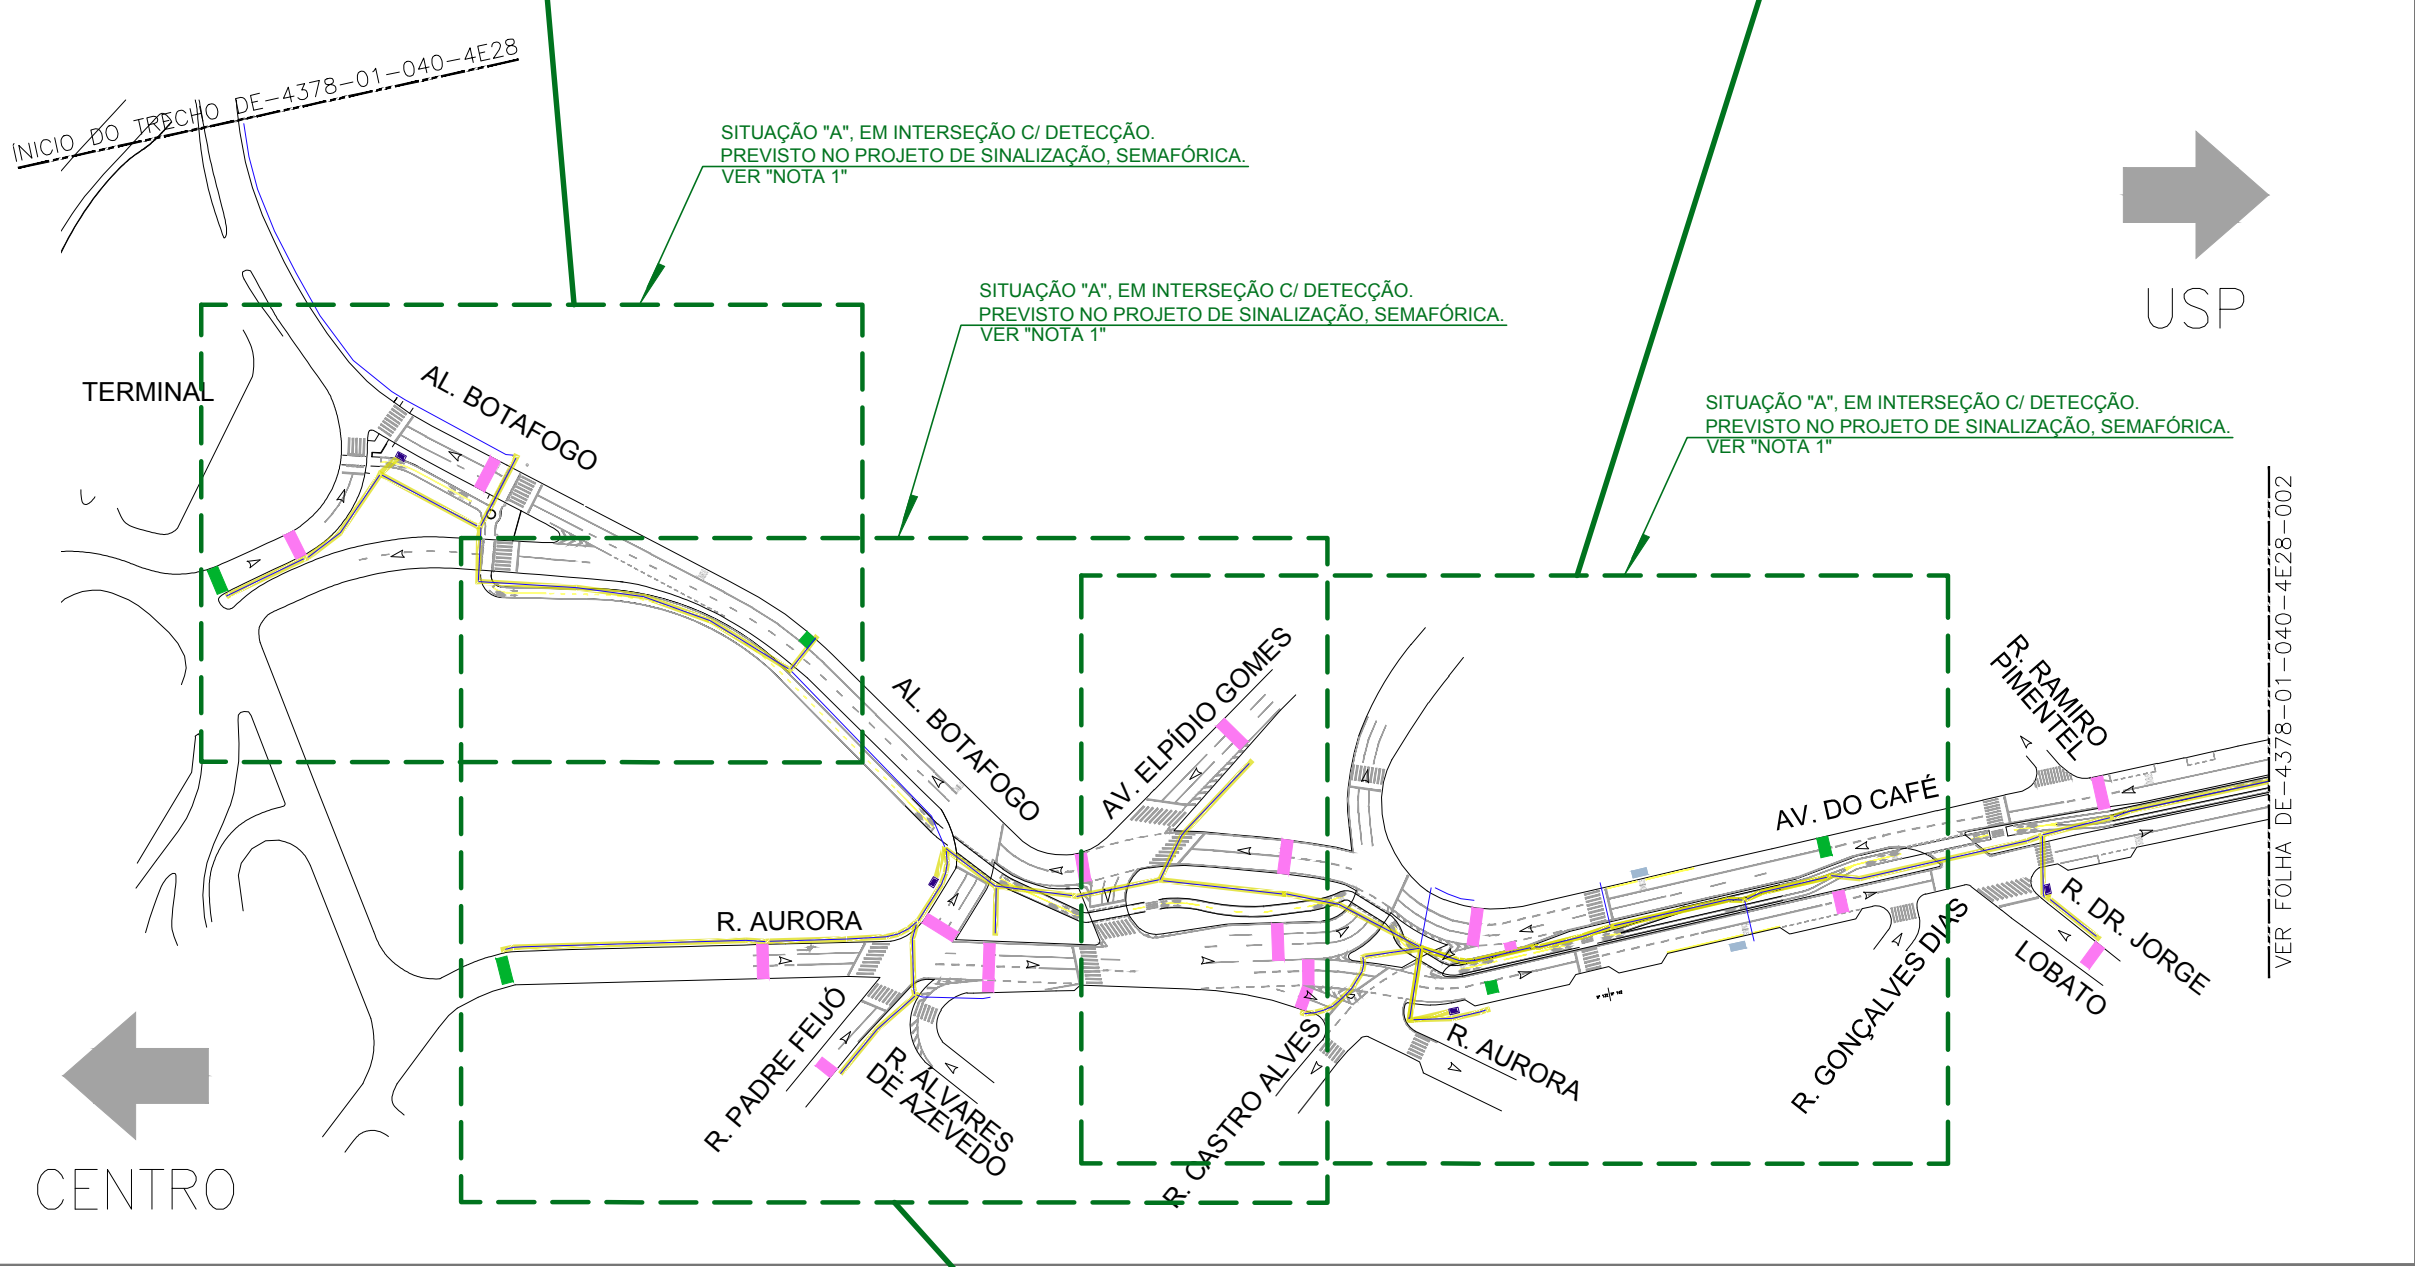 ÍNICIO DO TRECHO DE-4378-01-040-4E28
SITUAÇÃO "A", EM INTERSEÇÃO C/ DETECÇÃO.
PREVISTO NO PROJETO DE SINALIZAÇÃO, SEMAFÓRICA.
VER "NOTA 1"
SITUAÇÃO "A", EM INTERSEÇÃO C/ DETECÇÃO.
PREVISTO NO PROJETO DE SINALIZAÇÃO, SEMAFÓRICA.
VER "NOTA 1"
USP
TERMINAL
AL. BOTAFOGO
SITUAÇÃO "A", EM INTERSEÇÃO C/ DETECÇÃO.
PREVISTO NO PROJETO DE SINALIZAÇÃO, SEMAFÓRICA.
VER "NOTA 1"
VER FOLHA DE-4378-01-040-4E28-002
AL. BOTAFOGO
AV. ELPÍDIO GOMES
R. RAMIRO
PIMENTEL
AV. DO CAFÉ
R. AURORA
R. DR. JORGE
LOBATO
R. GONÇALVES DIAS
R. PADRE FEIJÓ
R. ÁLVARES
DE AZEVEDO
R. CASTRO ALVES
R. AURORA
CENTRO